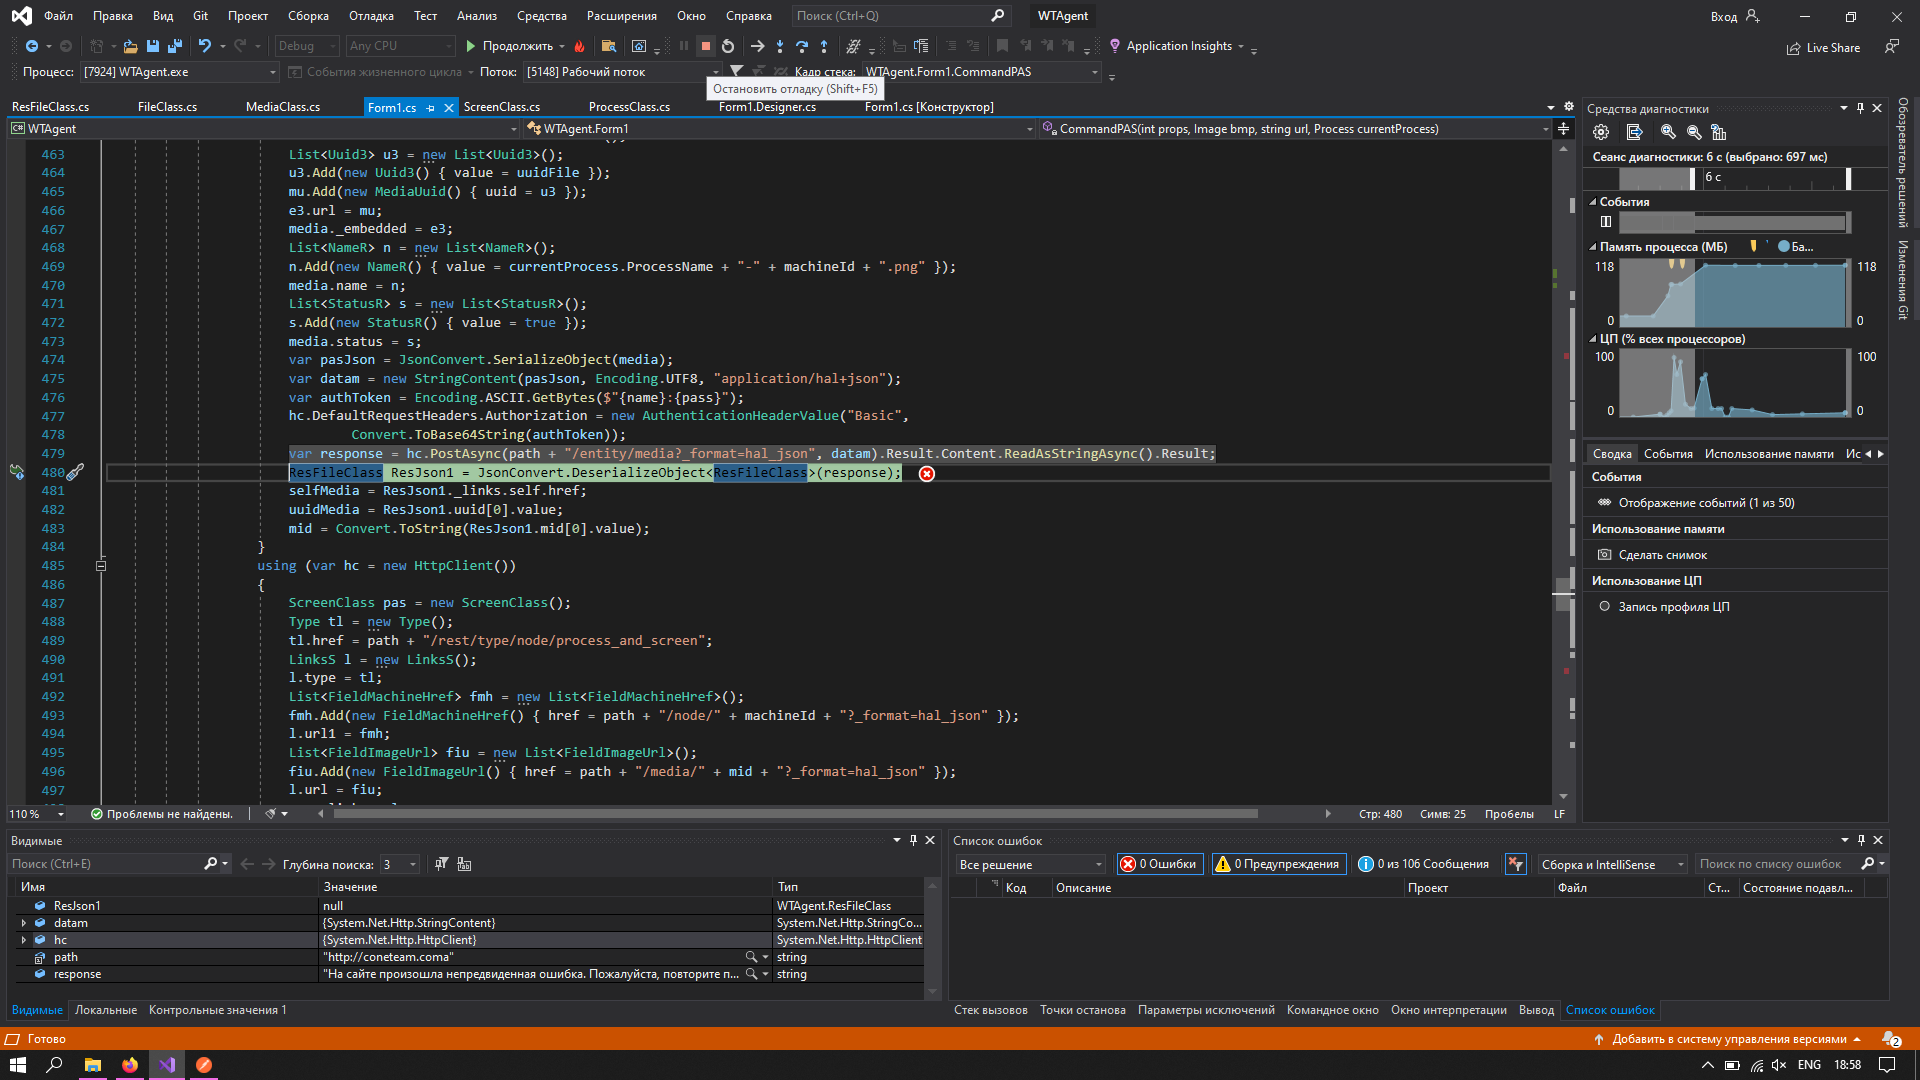 Файл Правка Вид Git Проект Сборка Отладка Тест Анализ Средства Расширения Окно Справка Поиск (Ctrl+Q) WTAgent Вход
Debug Any CPU Продолжить Application Insights Live Share
Процесс: [7924] WTAgent.exe События жизненного цикла Поток: [5148] Рабочий поток Кадр стека: WTAgent.Form1.CommandPAS
Остановить отладку (Shift+F5)
ResFileClass.cs FileClass.cs MediaClass.cs Form1.cs ScreenClass.cs ProcessClass.cs Form1.Designer.cs Form1.cs [Конструктор]
WTAgent WTAgent.Form1 CommandPAS(int props, Image bmp, string url, Process currentProcess)
463 List<Uuid3> u3 = new List<Uuid3>();
464 u3.Add(new Uuid3() { value = uuidFile });
465 mu.Add(new MediaUuid() { uuid = u3 });
466 e3.url = mu;
467 media._embedded = e3;
468 List<NameR> n = new List<NameR>();
469 n.Add(new NameR() { value = currentProcess.ProcessName + "-" + machineId + ".png" });
470 media.name = n;
471 List<StatusR> s = new List<StatusR>();
472 s.Add(new StatusR() { value = true });
473 media.status = s;
474 var pasJson = JsonConvert.SerializeObject(media);
475 var datam = new StringContent(pasJson, Encoding.UTF8, "application/hal+json");
476 var authToken = Encoding.ASCII.GetBytes($"{name}:{pass}");
477 hc.DefaultRequestHeaders.Authorization = new AuthenticationHeaderValue("Basic",
478 Convert.ToBase64String(authToken));
479 var response = hc.PostAsync(path + "/entity/media?_format=hal_json", datam).Result.Content.ReadAsStringAsync().Result;
480 ResFileClass ResJson1 = JsonConvert.DeserializeObject<ResFileClass>(response);
481 selfMedia = ResJson1._links.self.href;
482 uuidMedia = ResJson1.uuid[0].value;
483 mid = Convert.ToString(ResJson1.mid[0].value);
484 }
485 using (var hc = new HttpClient())
486 {
487 ScreenClass pas = new ScreenClass();
488 Type tl = new Type();
489 tl.href = path + "/rest/type/node/process_and_screen";
490 LinksS l = new LinksS();
491 l.type = tl;
492 List<FieldMachineHref> fmh = new List<FieldMachineHref>();
493 fmh.Add(new FieldMachineHref() { href = path + "/node/" + machineId + "?_format=hal_json" });
494 l.url1 = fmh;
495 List<FieldImageUrl> fiu = new List<FieldImageUrl>();
496 fiu.Add(new FieldImageUrl() { href = path + "/media/" + mid + "?_format=hal_json" });
497 l.url = fiu;
110 % Проблемы не найдены. Стр: 480 Симв: 25 Пробелы LF
Средства диагностики
Сеанс диагностики: 6 с (выбрано: 697 мс)
6 с
События
Память процесса (МБ) Ба...
118 118
0 0
ЦП (% всех процессоров)
100 100
0 0
Сводка События Использование памяти Ис
События
Отображение событий (1 из 50)
Использование памяти
Сделать снимок
Использование ЦП
Запись профиля ЦП
Обозреватель решений
Изменения Git
Видимые
Поиск (Ctrl+E) Глубина поиска: 3
Имя Значение Тип
ResJson1 null WTAgent.ResFileClass
datam {System.Net.Http.StringContent} System.Net.Http.StringCo...
hc {System.Net.Http.HttpClient} System.Net.Http.HttpClient
path "http://coneteam.coma" string
response "На сайте произошла непредвиденная ошибка. Пожалуйста, повторите п... string
Видимые Локальные Контрольные значения 1
Список ошибок
Все решение 0 Ошибки 0 Предупреждения 0 из 106 Сообщения Сборка и IntelliSense Поиск по списку ошибок
Код Описание Проект Файл Ст... Состояние подавл...
Стек вызовов Точки останова Параметры исключений Командное окно Окно интерпретации Вывод Список ошибок
Готово Добавить в систему управления версиями 2
ENG 18:58